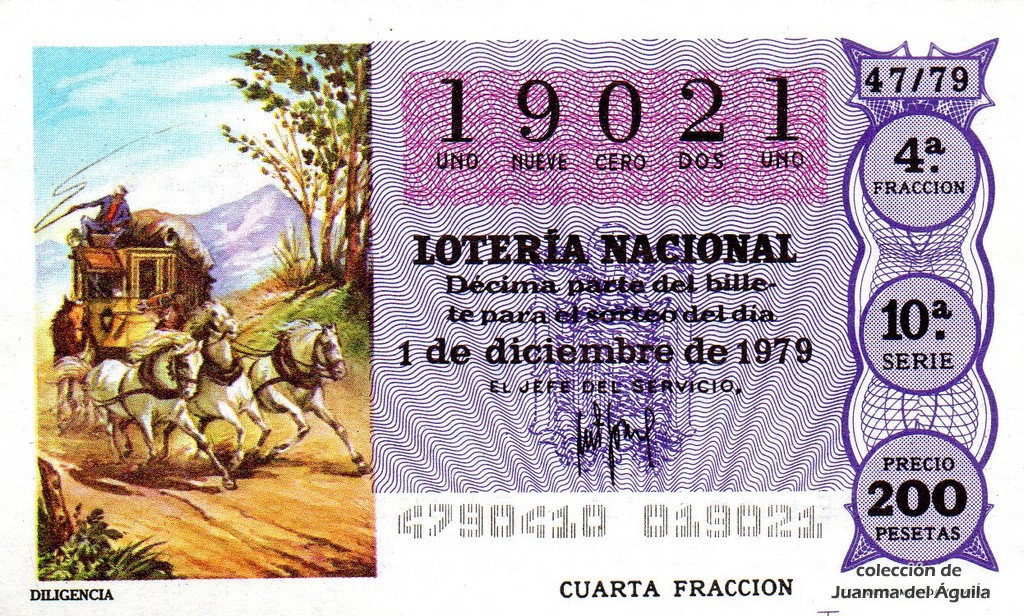 47/79
19021
UNO NUEVE CERO DOS UNO
4ª.
FRACCION
LOTERÍA NACIONAL
Décima parte del bille-
te para el sorteo del día
1 de diciembre de 1979
EL JEFE DEL SERVICIO,
10ª.
SERIE
PRECIO
200
PESETAS
4790410 019021
CUARTA FRACCION
DILIGENCIA
colección de
Juanma del Águila